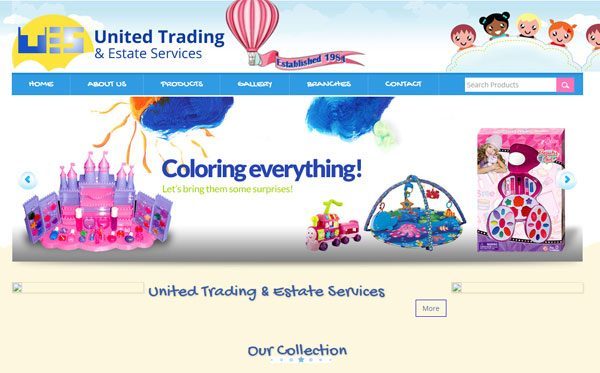 UES
United Trading
& Estate Services
Established 1984
HOME
ABOUT US
PRODUCTS
GALLERY
BRANCHES
CONTACT
Search Products
Coloring everything!
Let's bring them some surprises!
United Trading & Estate Services
More
Our Collection